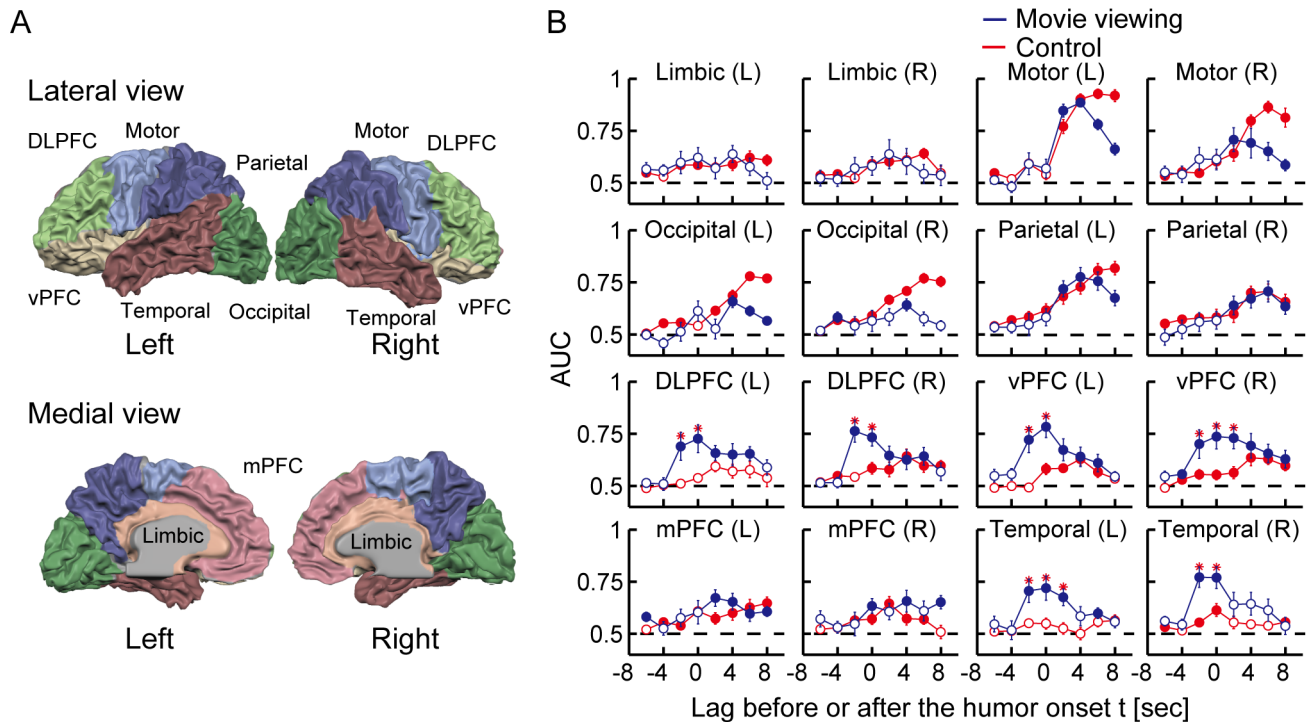 A
Lateral view
DLPFC Motor Motor DLPFC
Parietal
vPFC Temporal Occipital Temporal vPFC
Left Right
Medial view
mPFC
Limbic Limbic
Left Right
B
Movie viewing
Control
Limbic (L) Limbic (R) Motor (L) Motor (R)
1
0.75
0.5
Occipital (L) Occipital (R) Parietal (L) Parietal (R)
1
0.75
0.5
AUC
DLPFC (L) DLPFC (R) vPFC (L) vPFC (R)
1
* * * * * * * * *
0.75
0.5
mPFC (L) mPFC (R) Temporal (L) Temporal (R)
1
* * * * *
0.75
0.5
-8 -4 0 4 8 -8 -4 0 4 8 -8 -4 0 4 8 -8 -4 0 4 8
Lag before or after the humor onset t [sec]